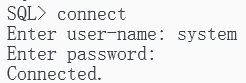 SQL> connect
Enter user-name: system
Enter password:
Connected.